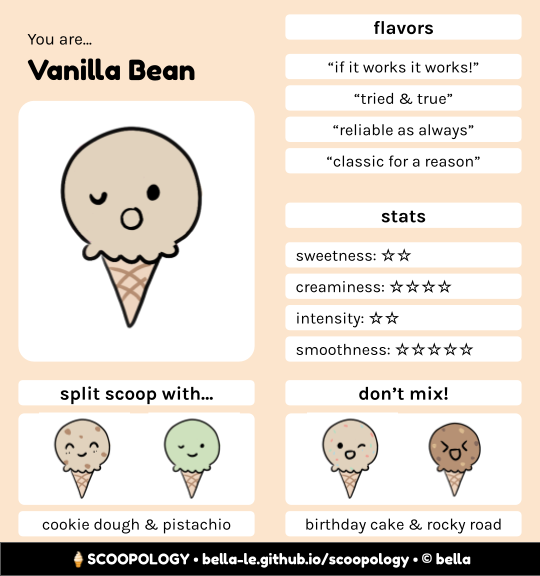 You are...
Vanilla Bean
flavors
“if it works it works!”
“tried & true”
“reliable as always”
“classic for a reason”
stats
sweetness: ☆☆
creaminess: ☆☆☆☆
intensity: ☆☆
smoothness: ☆☆☆☆☆
split scoop with...
cookie dough & pistachio
don’t mix!
birthday cake & rocky road
🍦SCOOPOLOGY • bella-le.github.io/scoopology • © bella